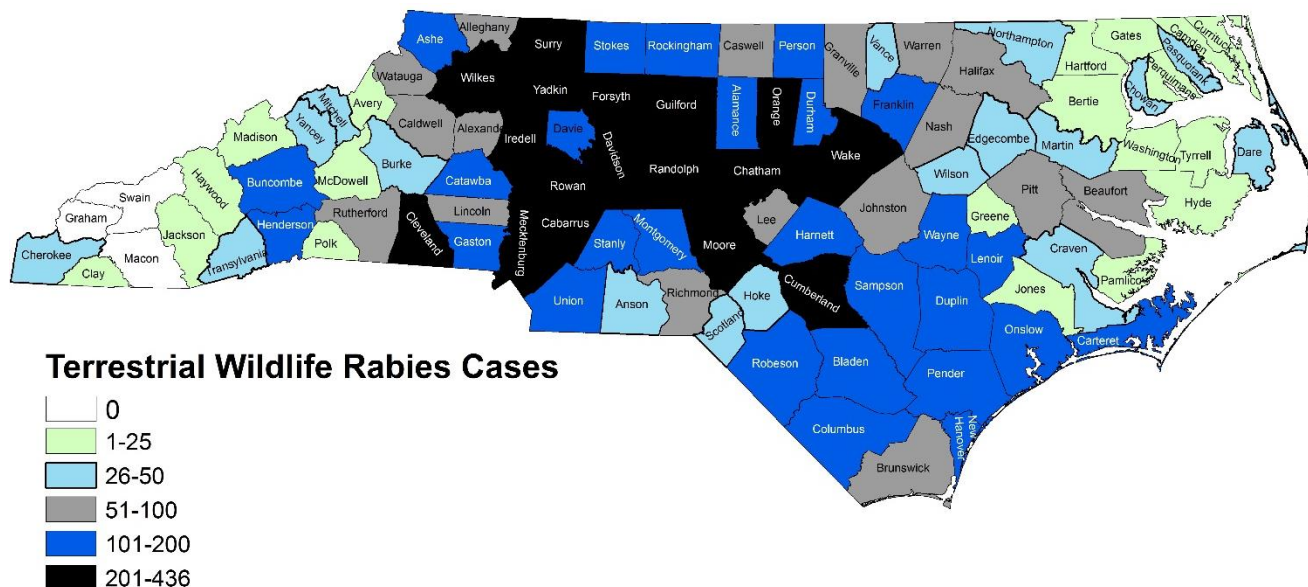 Alleghany
Ashe
Surry
Stokes
Rockingham
Caswell
Person
Granville
Vance
Warren
Northampton
Gates
Camden
Currituck
Pasquotank
Perquimans
Hartford
Halifax
Chowan
Bertie
Watauga
Wilkes
Yadkin
Forsyth
Guilford
Alamance
Orange
Durham
Franklin
Nash
Edgecombe
Martin
Washington
Tyrrell
Dare
Mitchell
Avery
Yancey
Caldwell
Alexander
Iredell
Davie
Davidson
Randolph
Chatham
Wake
Wilson
Madison
Burke
McDowell
Buncombe
Haywood
Catawba
Rowan
Lincoln
Lee
Johnston
Pitt
Beaufort
Hyde
Greene
Swain
Graham
Jackson
Henderson
Rutherford
Cleveland
Gaston
Mecklenburg
Cabarrus
Stanly
Montgomery
Moore
Harnett
Wayne
Lenoir
Craven
Pamlico
Cherokee
Clay
Macon
Transylvania
Polk
Union
Anson
Richmond
Scotland
Hoke
Cumberland
Sampson
Duplin
Jones
Onslow
Carteret
Robeson
Bladen
Pender
Columbus
New
Hanover
Brunswick
Terrestrial Wildlife Rabies Cases
0
1-25
26-50
51-100
101-200
201-436